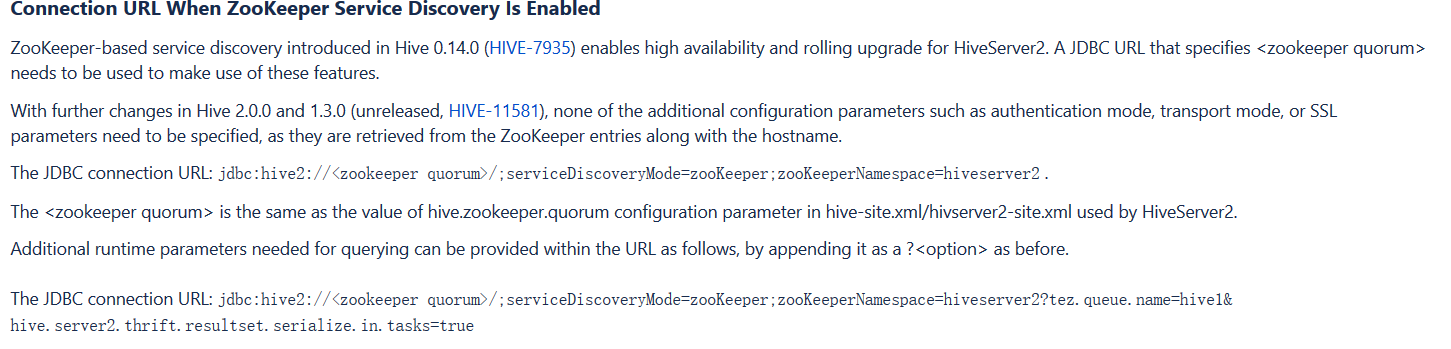 Connection URL When ZooKeeper Service Discovery Is Enabled
ZooKeeper-based service discovery introduced in Hive 0.14.0 (HIVE-7935) enables high availability and rolling upgrade for HiveServer2. A JDBC URL that specifies <zookeeper quorum>
needs to be used to make use of these features.
With further changes in Hive 2.0.0 and 1.3.0 (unreleased, HIVE-11581), none of the additional configuration parameters such as authentication mode, transport mode, or SSL
parameters need to be specified, as they are retrieved from the ZooKeeper entries along with the hostname.
The JDBC connection URL: jdbc:hive2://<zookeeper quorum>/;serviceDiscoveryMode=zooKeeper;zooKeeperNamespace=hiveserver2 .
The <zookeeper quorum> is the same as the value of hive.zookeeper.quorum configuration parameter in hive-site.xml/hivserver2-site.xml used by HiveServer2.
Additional runtime parameters needed for querying can be provided within the URL as follows, by appending it as a ?<option> as before.
The JDBC connection URL: jdbc:hive2://<zookeeper quorum>/;serviceDiscoveryMode=zooKeeper;zooKeeperNamespace=hiveserver2?tez.queue.name=hive1&
hive.server2.thrift.resultset.serialize.in.tasks=true